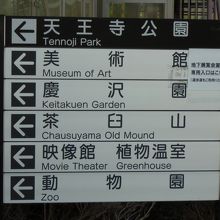 天王寺公園
Tennoji Park
美術館
Museum of Art
慶沢園
Keitakuen Garden
茶臼山
Chausuyama Old Mound
映像館 植物温室
Movie Theater Greenhouse
動物園
Zoo